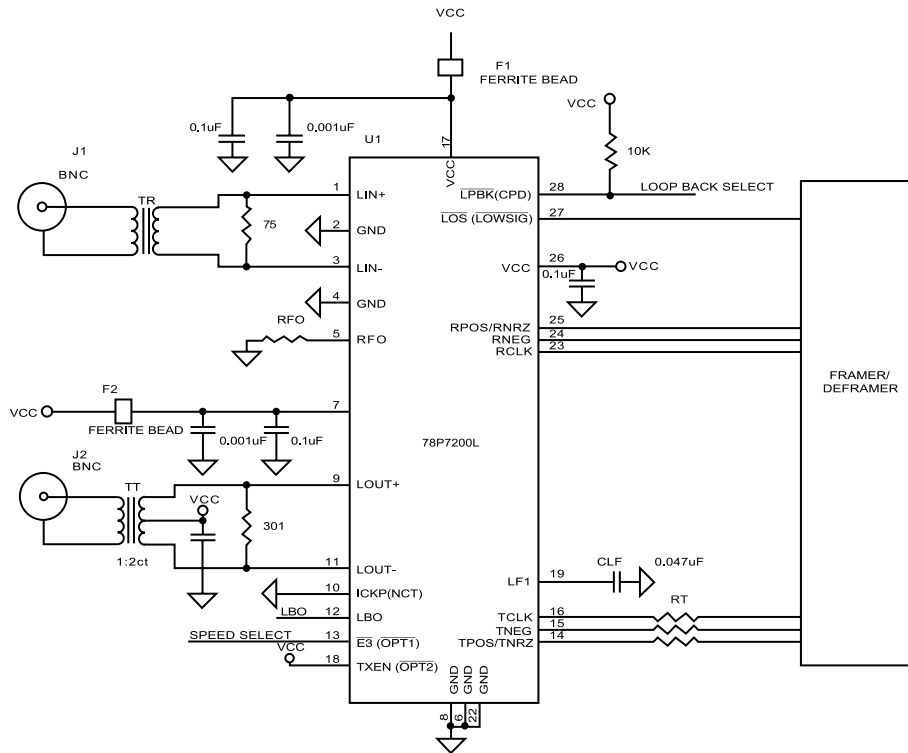 VCC
F1
FERRITE BEAD
0.1uF
0.001uF
VCC
10K
U1
17
VCC
J1
BNC
TR
75
1
LIN+
2
GND
3
LIN-
4
GND
RFO
5
RFO
28
LPBK(CPD)
LOOP BACK SELECT
27
LOS (LOWSIG)
26
VCC
VCC
0.1uF
25
RPOS/RNRZ
24
RNEG
23
RCLK
FRAMER/
DEFRAMER
F2
VCC
FERRITE BEAD
7
0.001uF
0.1uF
78P7200L
J2
BNC
TT
VCC
1:2ct
301
9
LOUT+
11
LOUT-
10
ICKP(NCT)
LBO
12
LBO
SPEED SELECT
13
E3 (OPT1)
VCC
18
TXEN (OPT2)
19
LF1
CLF
0.047uF
RT
16
TCLK
15
TNEG
14
TPOS/TNRZ
GND
GND
GND
8
6
22